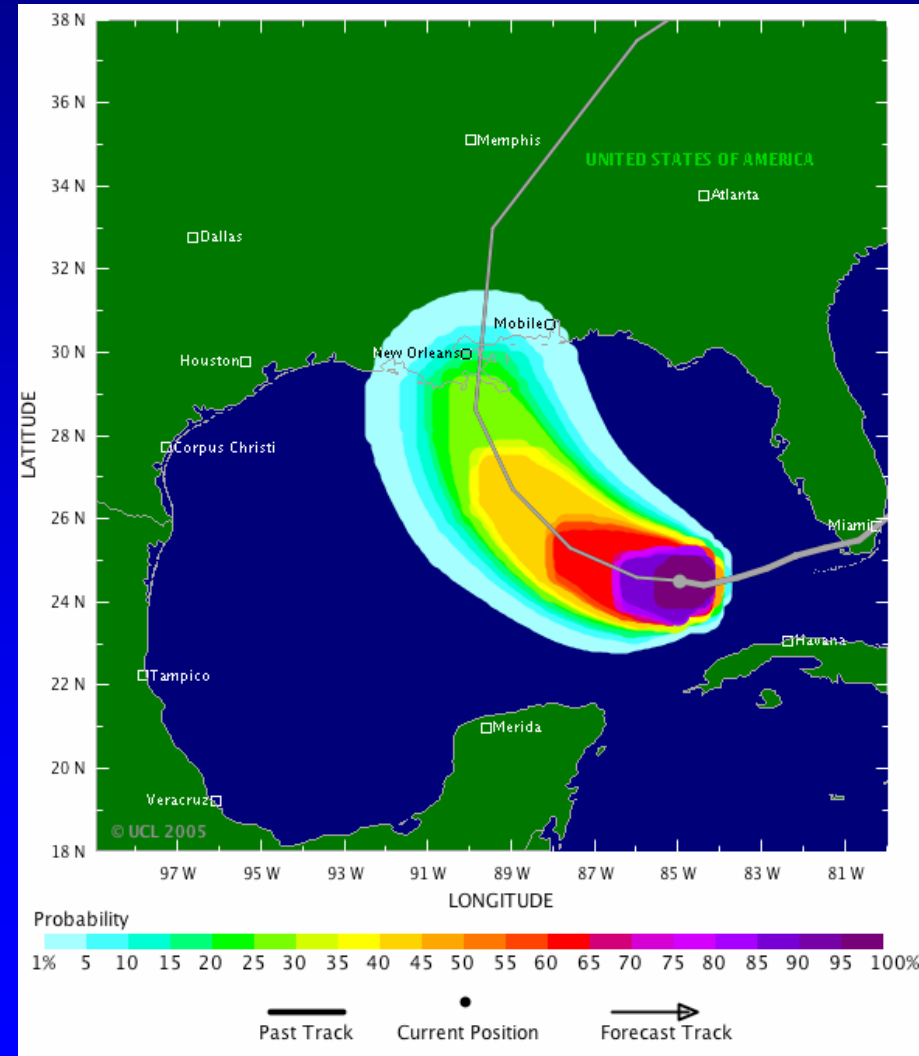 38 N
36 N
Memphis
UNITED STATES OF AMERICA
34 N
Atlanta
Dallas
32 N
Mobile
30 N
New Orleans
Houston
LATITUDE
28 N
Corpus Christi
26 N
Miami
24 N
Havana
22 N
Tampico
Merida
20 N
Veracruz
© UCL 2005
18 N
97 W 95 W 93 W 91 W 89 W 87 W 85 W 83 W 81 W
LONGITUDE
Probability
1% 5 10 15 20 25 30 35 40 45 50 55 60 65 70 75 80 85 90 95 100%
Past Track Current Position Forecast Track